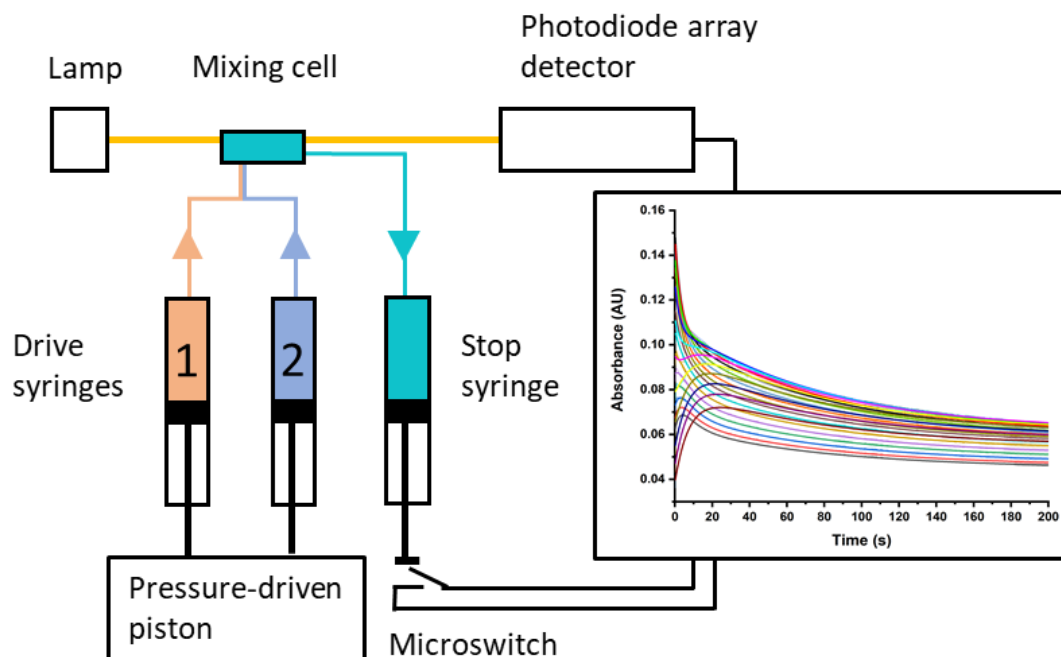 Photodiode array
detector
Lamp
Mixing cell
Drive
syringes
1
2
Stop
syringe
Pressure-driven
piston
Microswitch
Absorbance (AU)
0.16
0.14
0.12
0.10
0.08
0.06
0.04
0 20 40 60 80 100 120 140 160 180 200
Time (s)